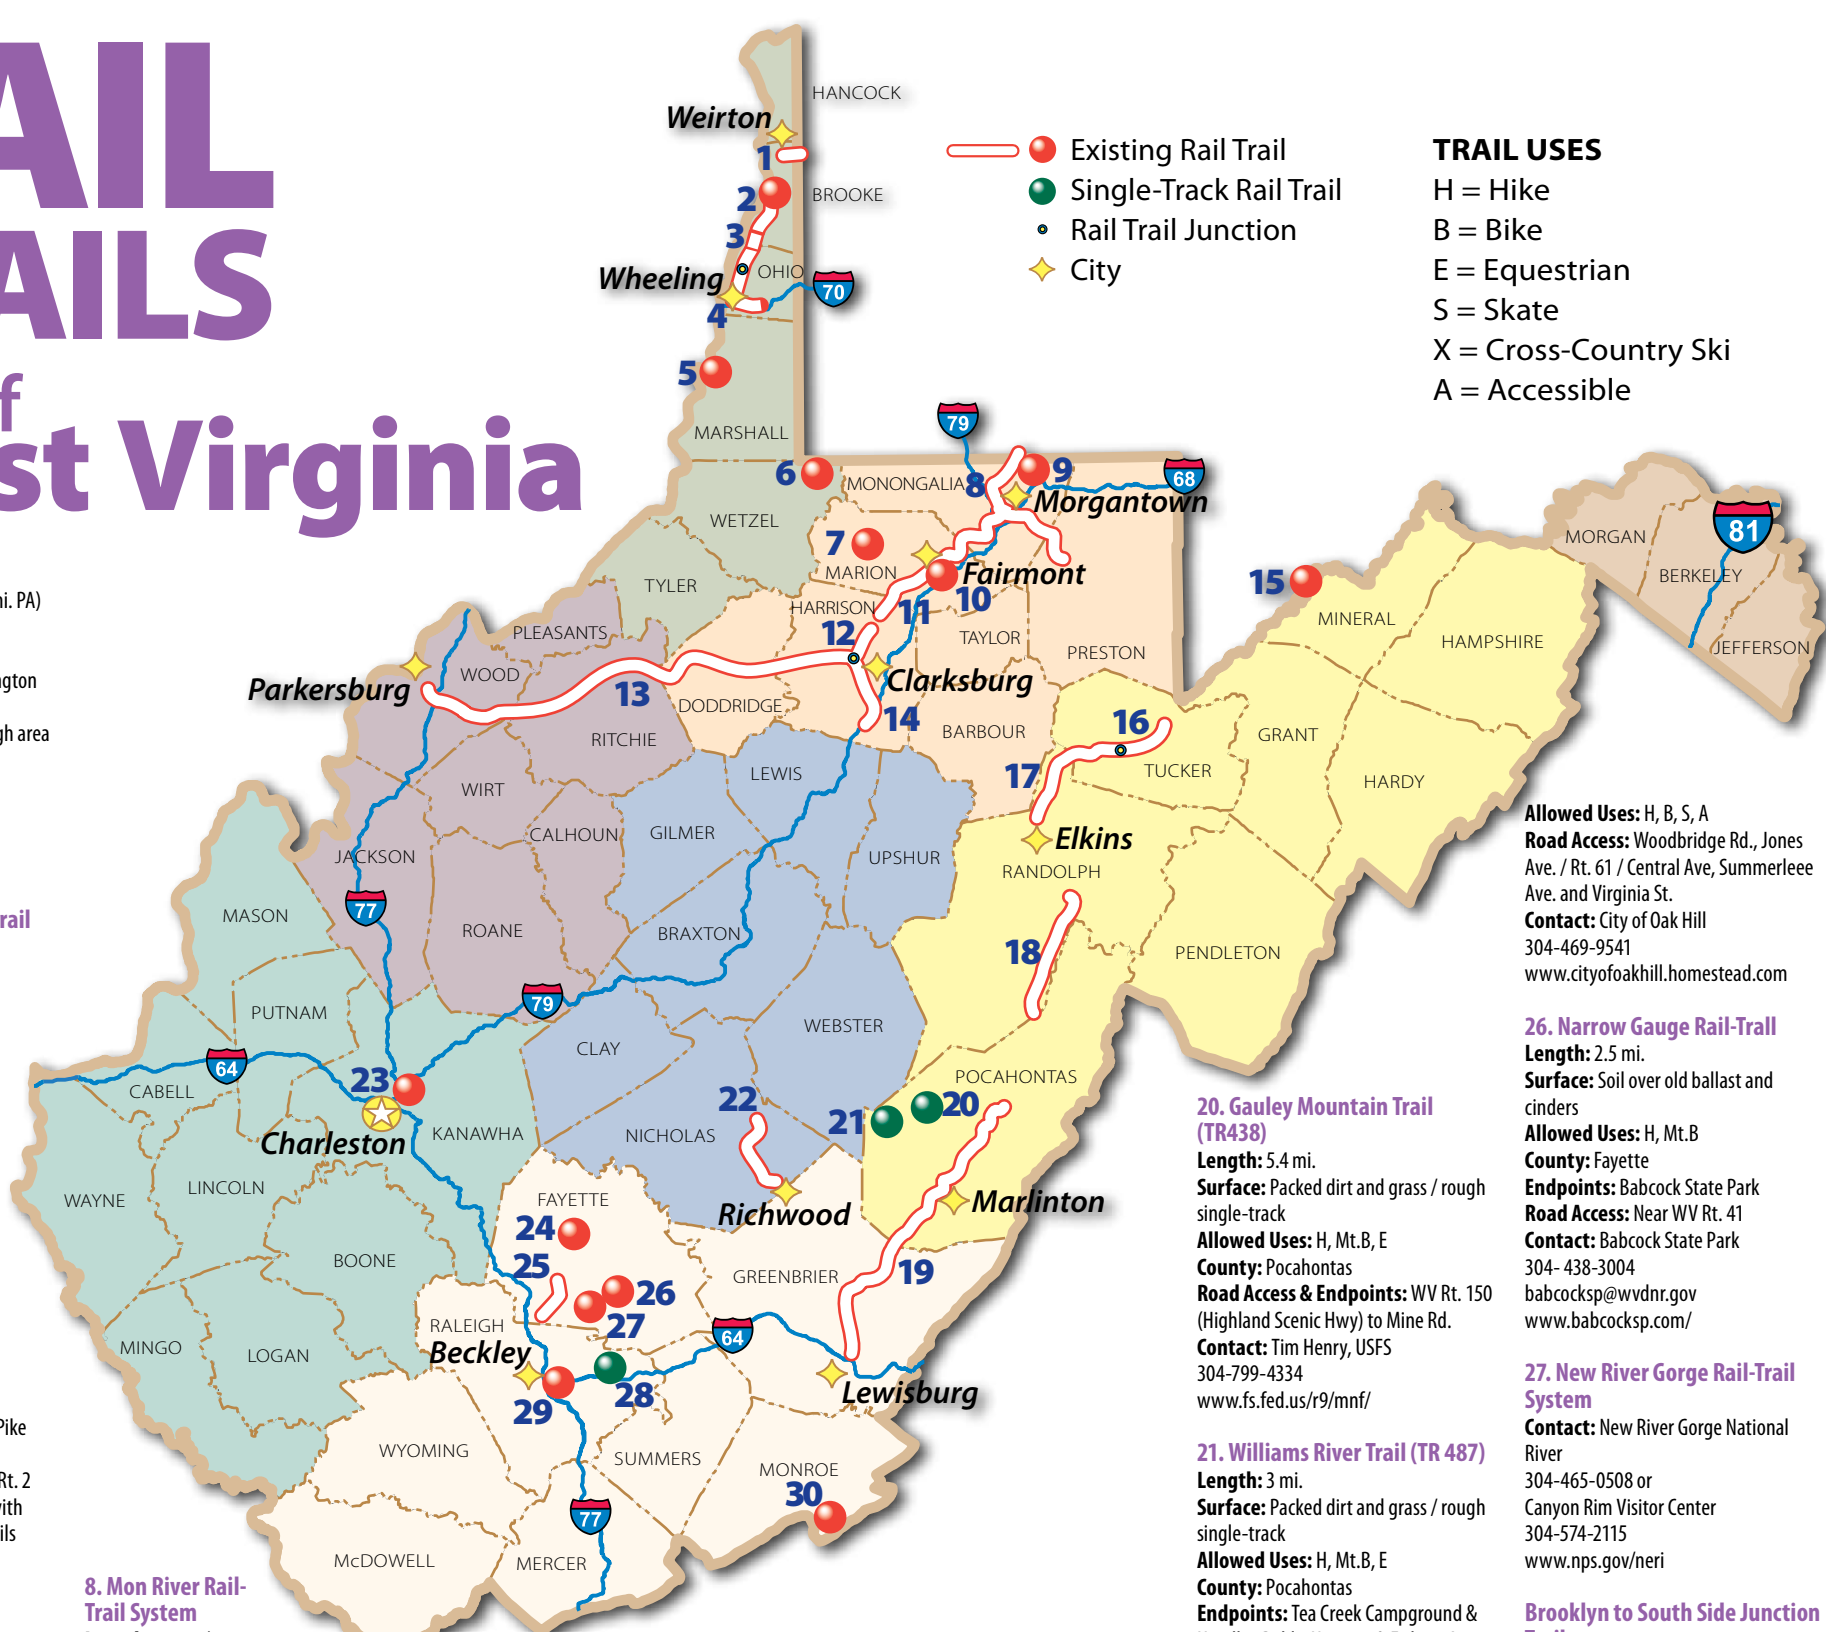 AIL
AILS
f
st Virginia
ni. PA)
gton
gh area
rail
Pike
Rt. 2
vith
ils
8. Mon River Rail-
Trail System
Existing Rail Trail
Single-Track Rail Trail
Rail Trail Junction
City
TRAIL USES
H = Hike
B = Bike
E = Equestrian
S = Skate
X = Cross-Country Ski
A = Accessible
HANCOCK
Weirton
1
2
BROOKE
3
Wheeling
OHIO
70
4
5
MARSHALL
79
6
MONONGALIA
8
9
68
Morgantown
WETZEL
7
MARION
Fairmont
10
11
TYLER
HARRISON
12
TAYLOR
PRESTON
PLEASANTS
WOOD
Parkersburg
13
DODDRIDGE
Clarksburg
14
BARBOUR
RITCHIE
15
MINERAL
HAMPSHIRE
MORGAN
81
BERKELEY
JEFFERSON
16
GRANT
TUCKER
HARDY
17
Elkins
RANDOLPH
LEWIS
WIRT
CALHOUN
GILMER
UPSHUR
JACKSON
77
MASON
ROANE
BRAXTON
18
PENDLETON
PUTNAM
79
WEBSTER
CLAY
64
CABELL
23
Charleston
KANAWHA
POCAHONTAS
22
21
20
NICHOLAS
Richwood
Marlinton
WAYNE
LINCOLN
FAYETTE
24
25
BOONE
26
27
GREENBRIER
19
RALEIGH
Beckley
64
MINGO
LOGAN
28
29
Lewisburg
WYOMING
SUMMERS
MONROE
30
77
McDOWELL
MERCER
20. Gauley Mountain Trail
(TR438)
Length: 5.4 mi.
Surface: Packed dirt and grass / rough
single-track
Allowed Uses: H, Mt.B, E
County: Pocahontas
Road Access & Endpoints: WV Rt. 150
(Highland Scenic Hwy) to Mine Rd.
Contact: Tim Henry, USFS
304-799-4334
www.fs.fed.us/r9/mnf/
21. Williams River Trail (TR 487)
Length: 3 mi.
Surface: Packed dirt and grass / rough
single-track
Allowed Uses: H, Mt.B, E
County: Pocahontas
Endpoints: Tea Creek Campground &
Allowed Uses: H, B, S, A
Road Access: Woodbridge Rd., Jones
Ave. / Rt. 61 / Central Ave, Summerleee
Ave. and Virginia St.
Contact: City of Oak Hill
304-469-9541
www.cityofoakhill.homestead.com
26. Narrow Gauge Rail-Trall
Length: 2.5 mi.
Surface: Soil over old ballast and
cinders
Allowed Uses: H, Mt.B
County: Fayette
Endpoints: Babcock State Park
Road Access: Near WV Rt. 41
Contact: Babcock State Park
304- 438-3004
babcocksp@wvdnr.gov
www.babcocksp.com/
27. New River Gorge Rail-Trail
System
Contact: New River Gorge National
River
304-465-0508 or
Canyon Rim Visitor Center
304-574-2115
www.nps.gov/neri
Brooklyn to South Side Junction